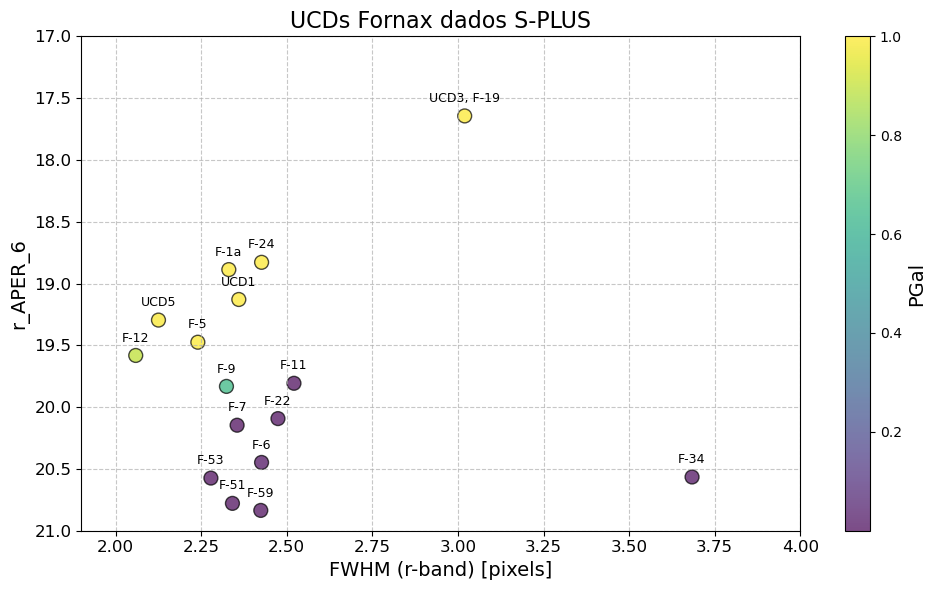 UCDs Fornax dados S-PLUS
17.0
17.5
18.0
18.5
19.0
19.5
20.0
20.5
21.0
r_APER_6
UCD3, F-19
F-24
F-1a
UCD1
UCD5
F-5
F-12
F-9
F-11
F-22
F-7
F-6
F-53
F-34
F-51
F-59
2.00
2.25
2.50
2.75
3.00
3.25
3.50
3.75
4.00
FWHM (r-band) [pixels]
1.0
0.8
0.6
0.4
0.2
PGal